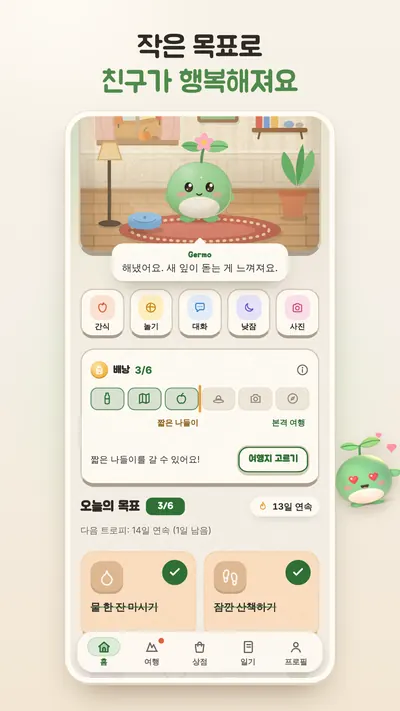 작은 목표로
친구가 행복해져요
Germo
해냈어요. 새 잎이 돋는 게 느껴져요.
간식
놀기
대화
낮잠
사진
배낭 3/6
짧은 나들이
본격 여행
짧은 나들이를 갈 수 있어요!
여행지 고르기
오늘의 목표 3/6
13일 연속
다음 트로피: 14일 연속 (1일 남음)
물 한 잔 마시기
잠깐 산책하기
홈
여행
상점
일기
프로필